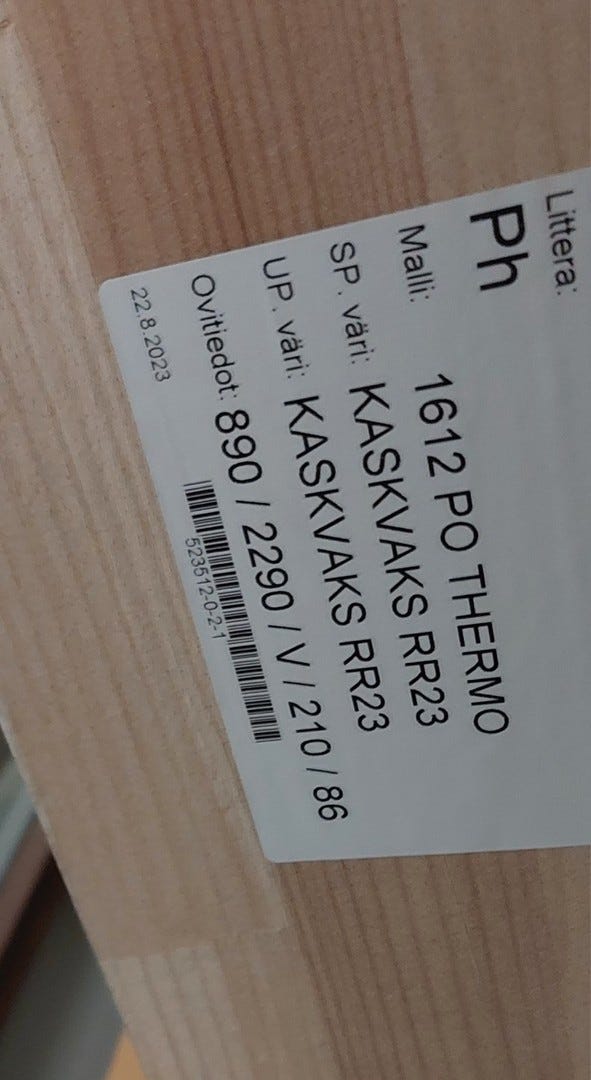 Littera:
Ph
Malli: 1612 PO THERMO
SP. väri: KASKVAKS RR23
UP. väri: KASKVAKS RR23
Ovitiedot: 890 / 2290 / V / 210 / 86
523512-0-2-1
22.8.2023